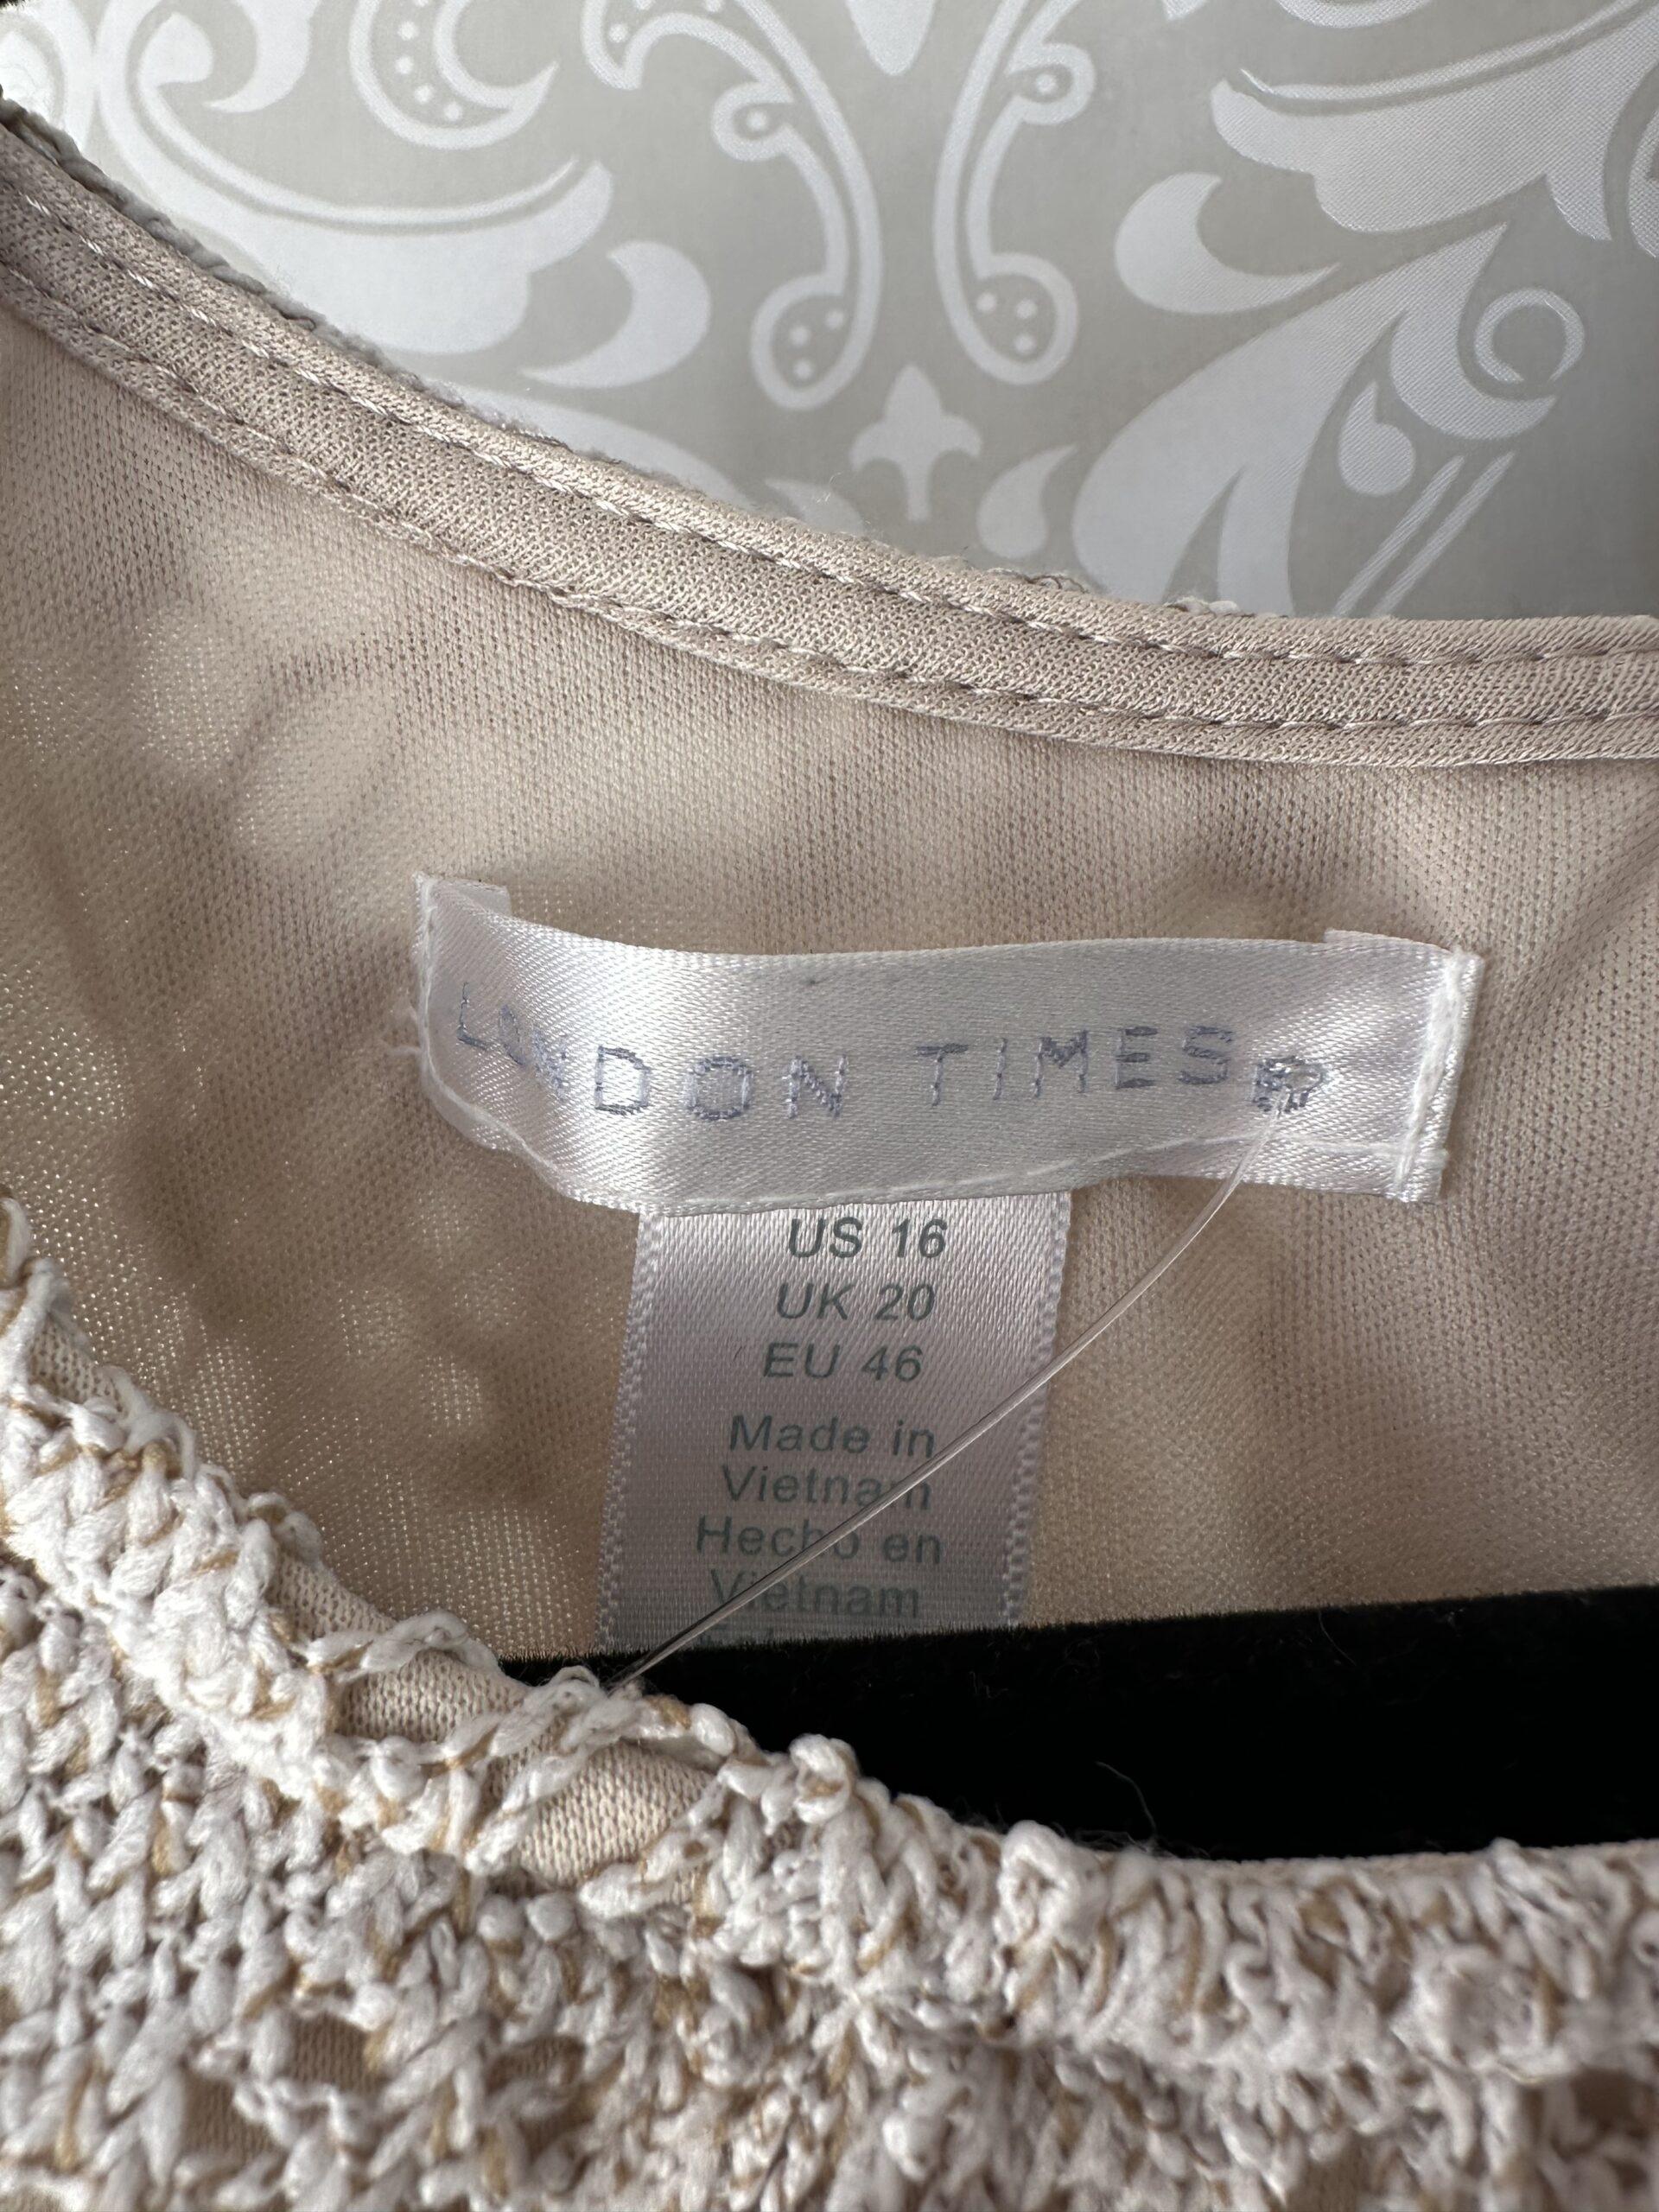 LONDON TIMES®
US 16
UK 20
EU 46
Made in
Vietnam
Hecho en
Vietnam